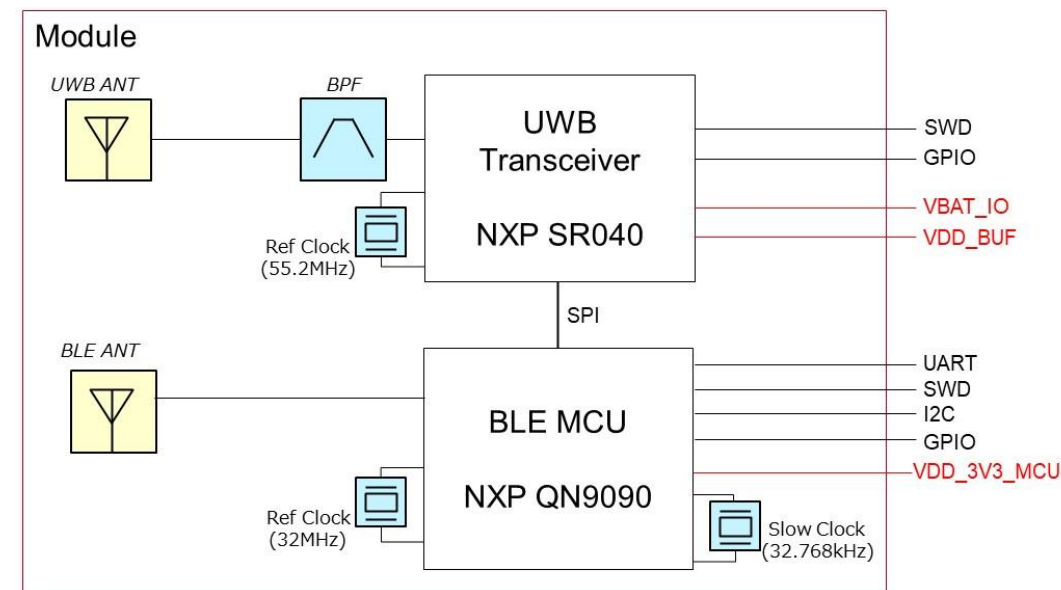 Module
UWB ANT
BPF
UWB
Transceiver
NXP SR040
SWD
GPIO
VBAT_IO
VDD_BUF
Ref Clock
(55.2MHz)
SPI
BLE ANT
BLE MCU
NXP QN9090
UART
SWD
I2C
GPIO
VDD_3V3_MCU
Ref Clock
(32MHz)
Slow Clock
(32.768kHz)